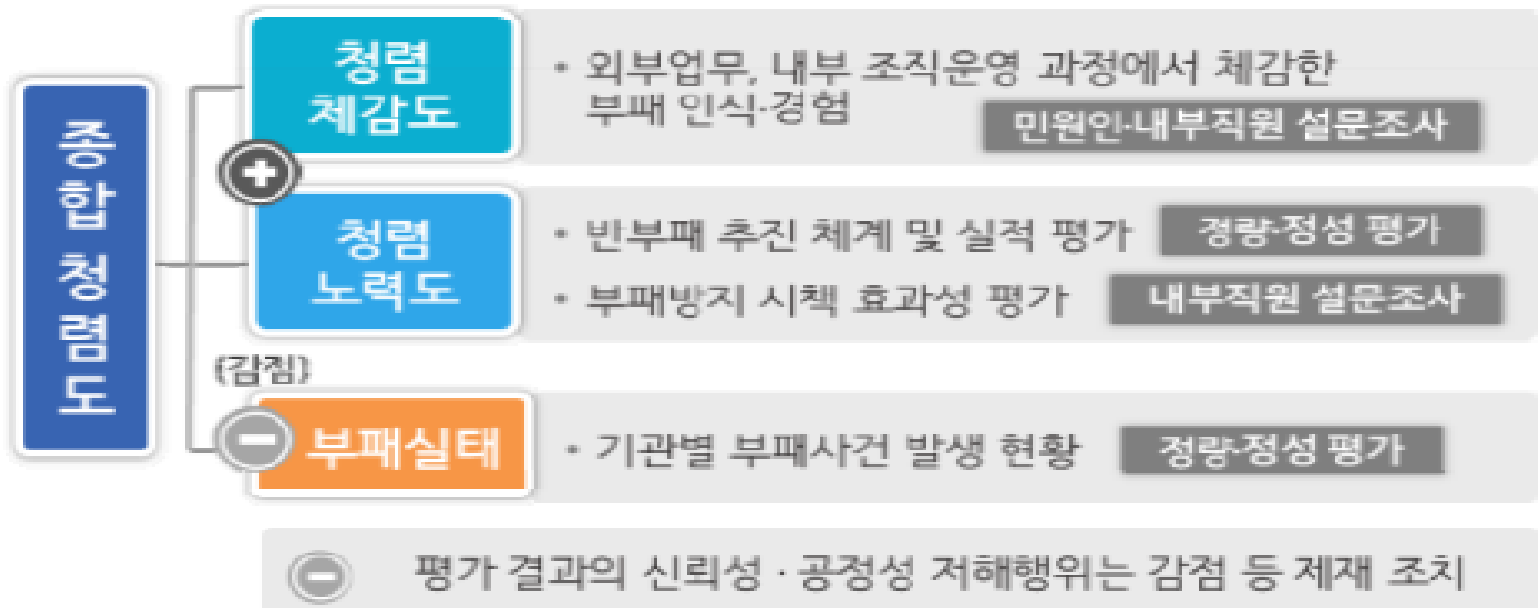 종합 청렴도
청렴
체감도
• 외부업무, 내부 조직운영 과정에서 체감한
부패 인식·경험
민원인·내부직원 설문조사
청렴
노력도
• 반부패 추진 체계 및 실적 평가
정량·정성 평가
• 부패방지 시책 효과성 평가
내부직원 설문조사
(감점)
부패실태
• 기관별 부패사건 발생 현황
정량·정성 평가
평가 결과의 신뢰성 · 공정성 저해행위는 감점 등 제재 조치